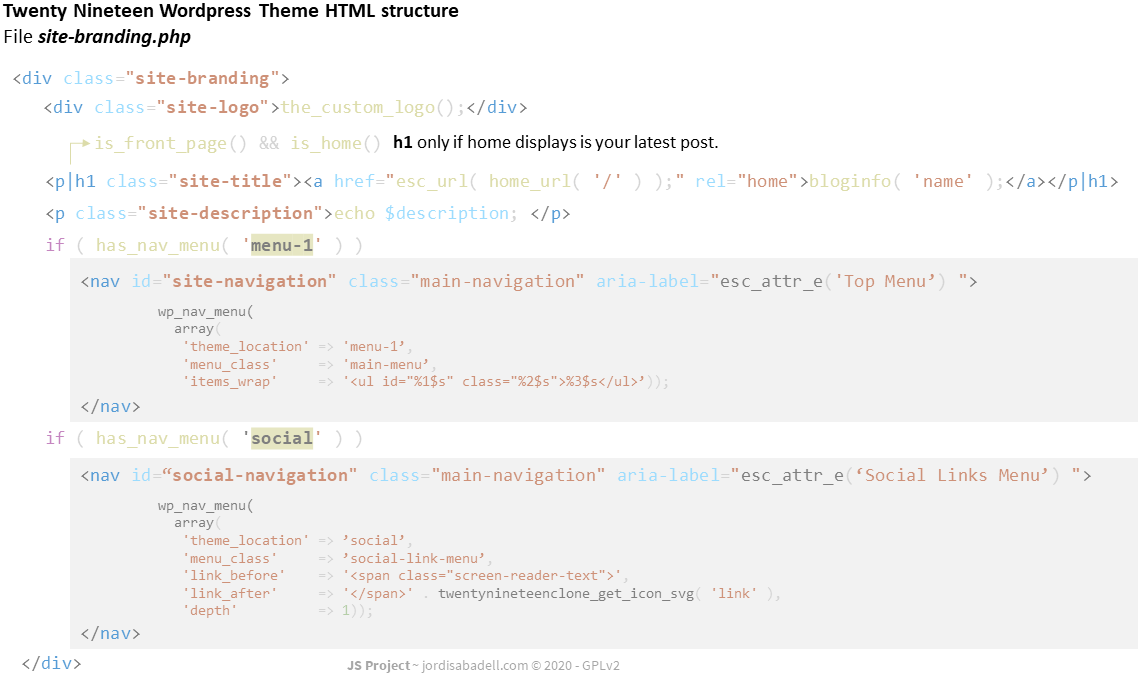 Twenty Nineteen Wordpress Theme HTML structure
File site-branding.php
<div class="site-branding">
<div class="site-logo">the_custom_logo();</div>
is_front_page() && is_home() h1 only if home displays is your latest post.
<p|h1 class="site-title"><a href="esc_url( home_url( '/' ) );" rel="home">bloginfo( 'name' );</a></p|h1>
<p class="site-description">echo $description; </p>
if ( has_nav_menu( 'menu-1' ) )
<nav id="site-navigation" class="main-navigation" aria-label="esc_attr_e('Top Menu’) ">
wp_nav_menu(
array(
'theme_location' => 'menu-1’,
'menu_class' => 'main-menu’,
'items_wrap' => '<ul id="%1$s" class="%2$s">%3$s</ul>’));
</nav>
if ( has_nav_menu( 'social' ) )
<nav id=“social-navigation" class="main-navigation" aria-label="esc_attr_e(‘Social Links Menu’) ">
wp_nav_menu(
array(
'theme_location' => ’social’,
'menu_class' => ’social-link-menu’,
'link_before' => '<span class="screen-reader-text">',
'link_after' => '</span>' . twentynineteenclone_get_icon_svg( 'link' ),
'depth' => 1));
</nav>
</div>
JS Project ~ jordisabadell.com © 2020 - GPLv2